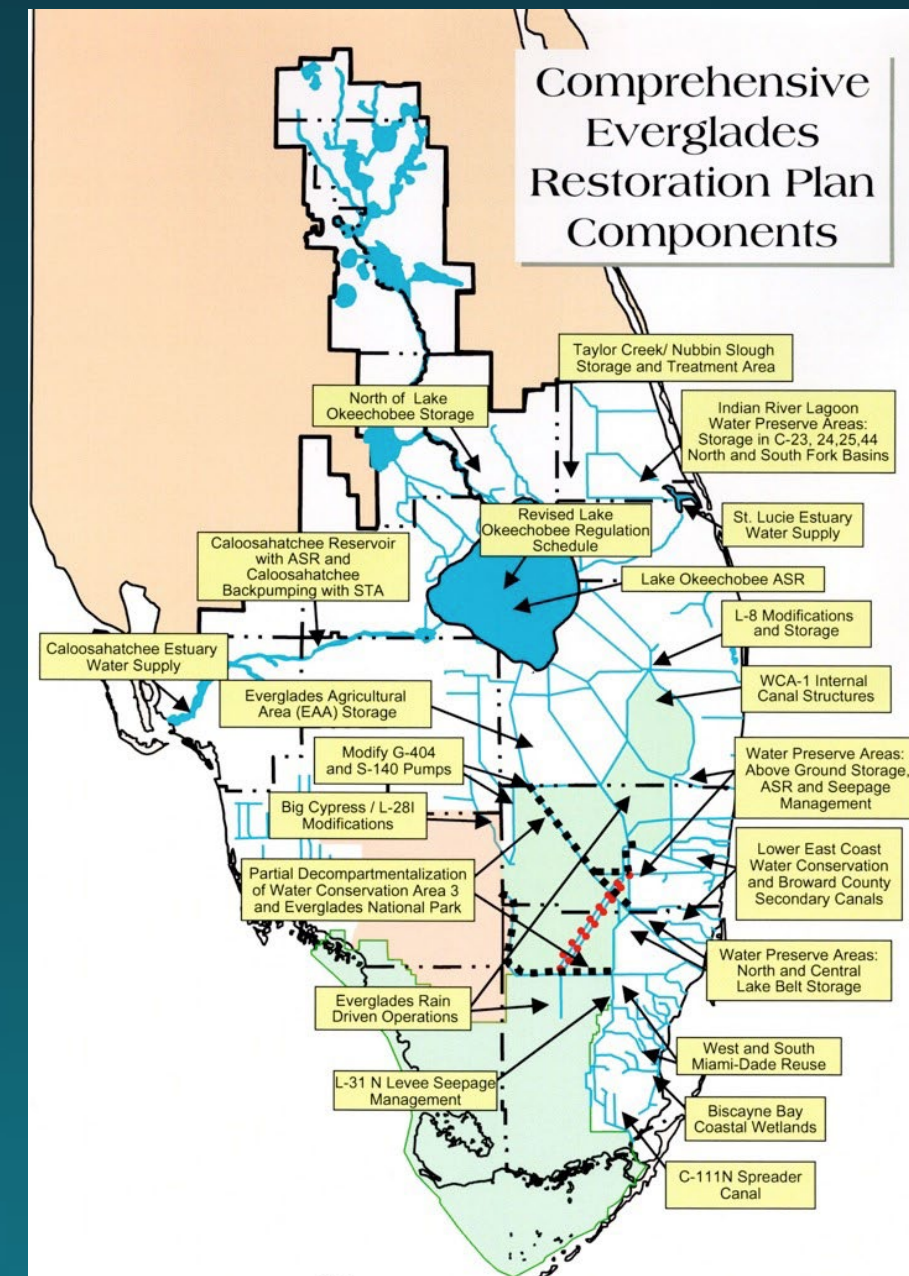 Comprehensive
Everglades
Restoration Plan
Components
Taylor Creek/ Nubbin Slough
Storage and Treatment Area
North of Lake
Okeechobee Storage
Indian River Lagoon
Water Preserve Areas:
Storage in C-23, 24,25,44
North and South Fork Basins
Revised Lake
Okeechobee Regulation
Schedule
St. Lucie Estuary
Water Supply
Caloosahatchee Reservoir
with ASR and
Caloosahatchee
Backpumping with STA
Lake Okeechobee ASR
L-8 Modifications
and Storage
Caloosahatchee Estuary
Water Supply
WCA-1 Internal
Canal Structures
Everglades Agricultural
Area (EAA) Storage
Modify G-404
and S-140 Pumps
Water Preserve Areas:
Above Ground Storage,
ASR and Seepage
Management
Big Cypress / L-28I
Modifications
Lower East Coast
Water Conservation
and Broward County
Secondary Canals
Partial Decompartmentalization
of Water Conservation Area 3
and Everglades National Park
Water Preserve Areas:
North and Central
Lake Belt Storage
Everglades Rain
Driven Operations
West and South
Miami-Dade Reuse
L-31 N Levee Seepage
Management
Biscayne Bay
Coastal Wetlands
C-111N Spreader
Canal